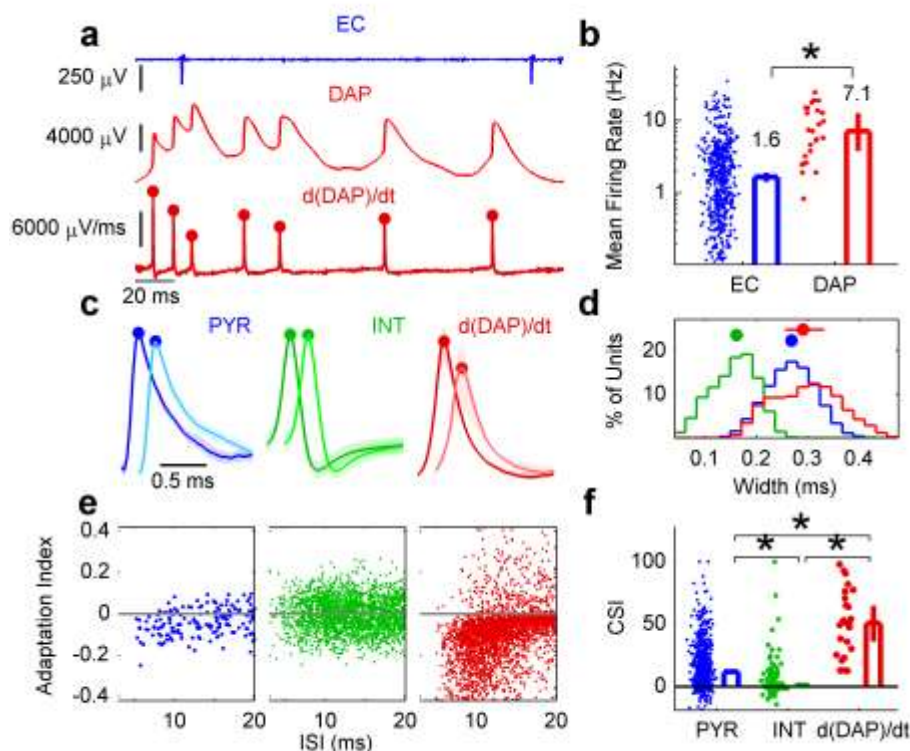 a
EC
250 µV
DAP
4000 µV
d(DAP)/dt
6000 µV/ms
20 ms
b
*
Mean Firing Rate (Hz)
10
1
1.6
7.1
EC DAP
c
PYR INT d(DAP)/dt
0.5 ms
d
% of Units
20
10
0.1 0.2 0.3 0.4
Width (ms)
e
Adaptation Index
0.4
0.2
0
-0.2
-0.4
10 20 10 20 10 20
ISI (ms)
f
*
* *
CSI
100
50
0
PYR INT d(DAP)/dt